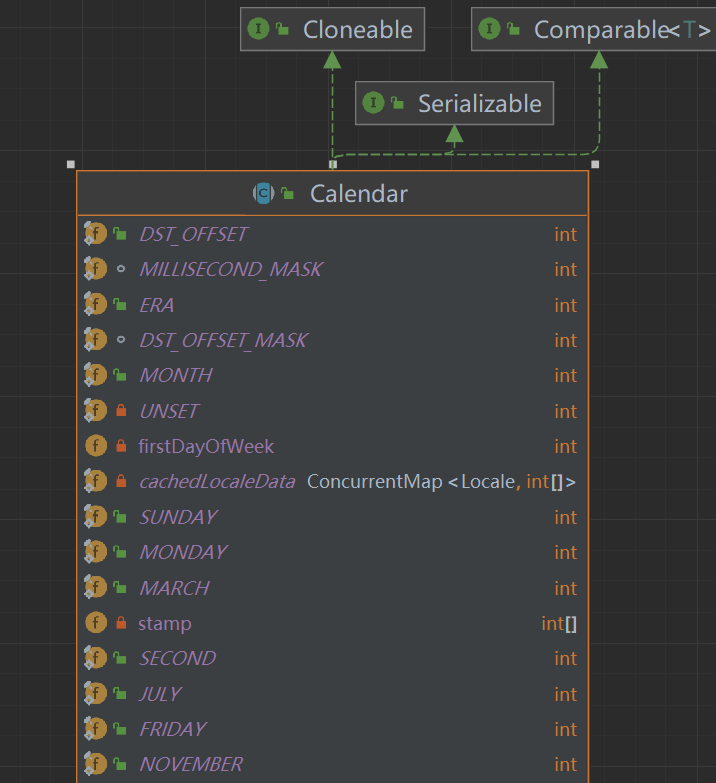 Cloneable
Comparable<T>
Serializable
Calendar
DST_OFFSET int
MILLISECOND_MASK int
ERA int
DST_OFFSET_MASK int
MONTH int
UNSET int
firstDayOfWeek int
cachedLocaleData ConcurrentMap<Locale, int[]>
SUNDAY int
MONDAY int
MARCH int
stamp int[]
SECOND int
JULY int
FRIDAY int
NOVEMBER int